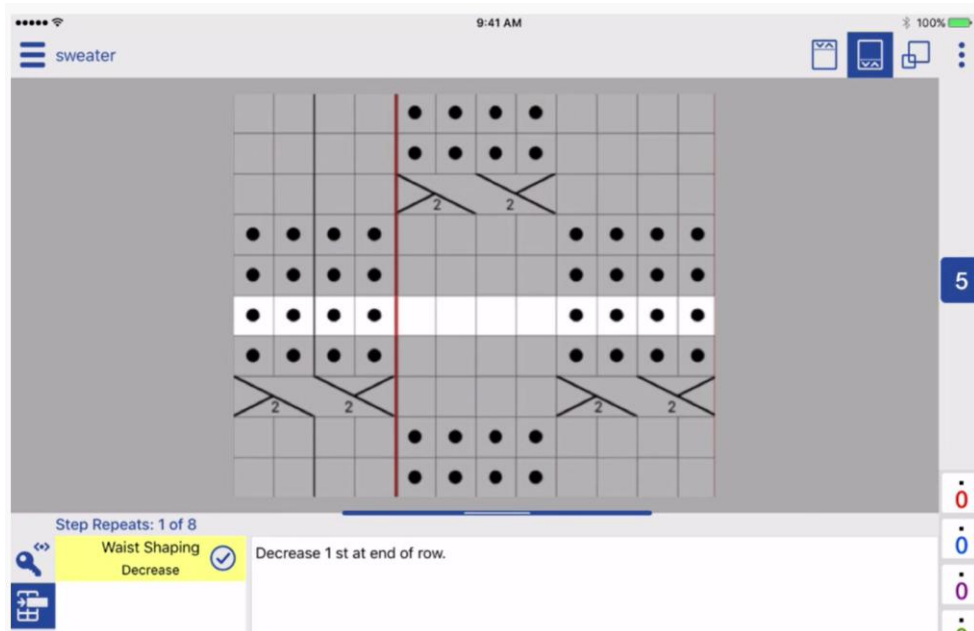 9:41 AM
100%
sweater
2 2
5
2 2 2 2
0
Step Repeats: 1 of 8
0
Waist Shaping
Decrease 1 st at end of row.
Decrease
0